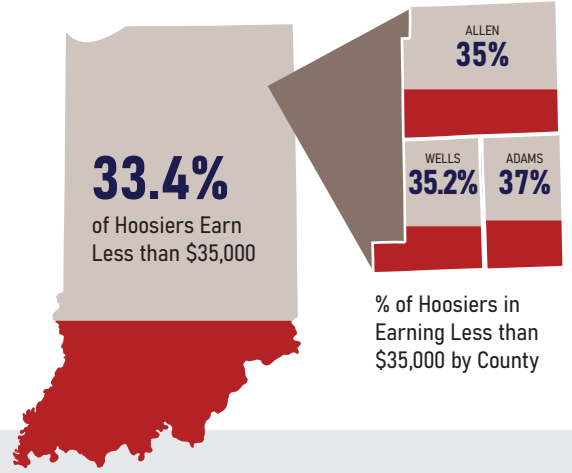 33.4%
of Hoosiers Earn
Less than $35,000
ALLEN
35%
WELLS
35.2%
ADAMS
37%
% of Hoosiers in
Earning Less than
$35,000 by County